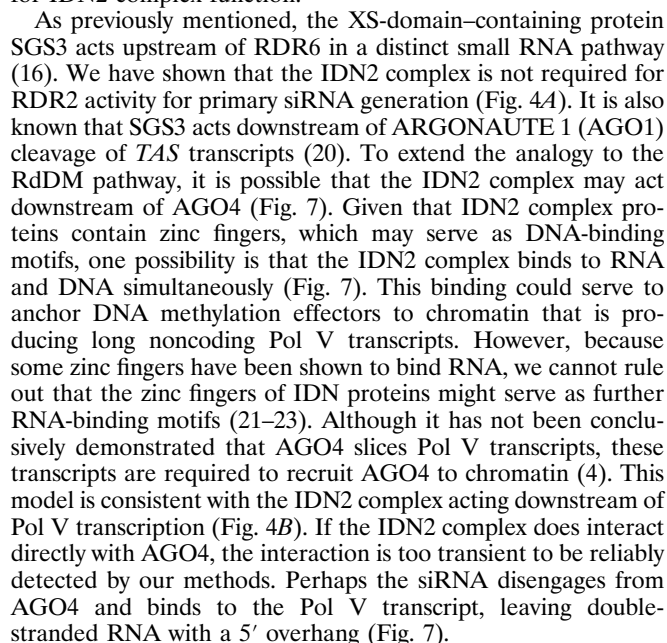 for IDN2 complex function.
As previously mentioned, the XS-domain–containing protein
SGS3 acts upstream of RDR6 in a distinct small RNA pathway
(16). We have shown that the IDN2 complex is not required for
RDR2 activity for primary siRNA generation (Fig. 4A). It is also
known that SGS3 acts downstream of ARGONAUTE 1 (AGO1)
cleavage of TAS transcripts (20). To extend the analogy to the
RdDM pathway, it is possible that the IDN2 complex may act
downstream of AGO4 (Fig. 7). Given that IDN2 complex pro-
teins contain zinc fingers, which may serve as DNA-binding
motifs, one possibility is that the IDN2 complex binds to RNA
and DNA simultaneously (Fig. 7). This binding could serve to
anchor DNA methylation effectors to chromatin that is pro-
ducing long noncoding Pol V transcripts. However, because
some zinc fingers have been shown to bind RNA, we cannot rule
out that the zinc fingers of IDN proteins might serve as further
RNA-binding motifs (21–23). Although it has not been conclu-
sively demonstrated that AGO4 slices Pol V transcripts, these
transcripts are required to recruit AGO4 to chromatin (4). This
model is consistent with the IDN2 complex acting downstream of
Pol V transcription (Fig. 4B). If the IDN2 complex does interact
directly with AGO4, the interaction is too transient to be reliably
detected by our methods. Perhaps the siRNA disengages from
AGO4 and binds to the Pol V transcript, leaving double-
stranded RNA with a 5′ overhang (Fig. 7).